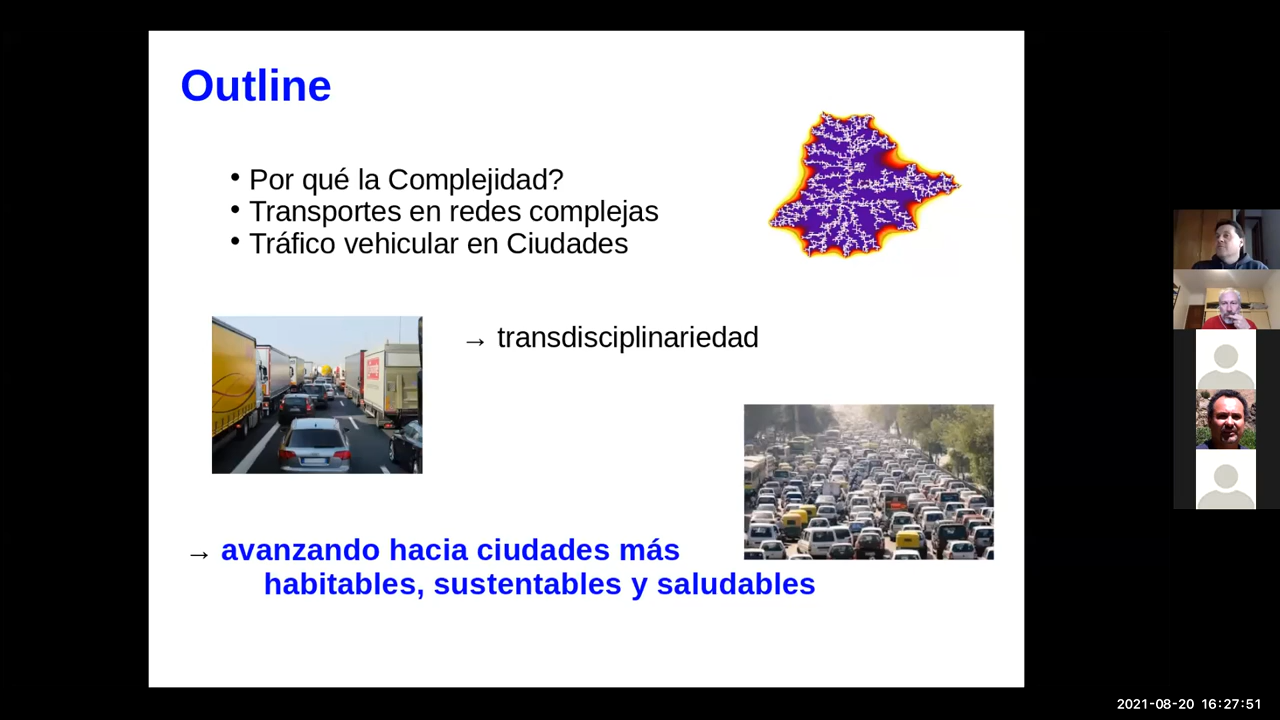 Outline
• Por qué la Complejidad?
• Transportes en redes complejas
• Tráfico vehicular en Ciudades
→ transdisciplinariedad
→ avanzando hacia ciudades más
habitables, sustentables y saludables
2021-08-20 16:27:51